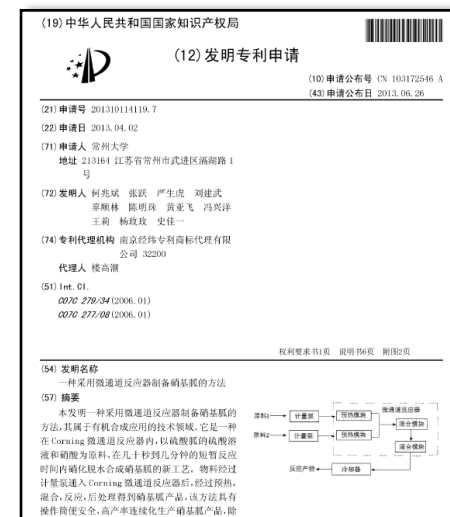 (19)中华人民共和国国家知识产权局
(12)发明专利申请
(10)申请公布号 CN 103172546 A
(43)申请公布日 2013.06.26
(21)申请号 201310114119.7
(22)申请日 2013.04.02
(71)申请人 常州大学
地址 213164 江苏省常州市武进区滆湖路1
号
(72)发明人 何兆斌 张跃 严生虎 刘建武
辜顺林 陈明珠 黄亚飞 冯兴洋
王莉 杨玫玫 史佳一
(74)专利代理机构 南京经纬专利商标代理有限
公司 32200
代理人 楼高潮
(51)Int.Cl.
C07C 279/34(2006.01)
C07C 277/08(2006.01)
权利要求书1页 说明书6页 附图2页
(54)发明名称
一种采用微通道反应器制备硝基胍的方法
(57)摘要
本发明一种采用微通道反应器制备硝基胍的
方法,其属于有机合成应用的技术领域。它是一种
在Corning微通道反应器内,以硫酸胍的硫酸溶
液和硝酸为原料,在几十秒到几分钟的短暂反应
时间内硝化脱水合成硝基胍的新工艺。物料经过
计量泵通入Corning微通道反应器后,经过预热,
混合,反应,后处理得到硝基胍产品,该方法具有
操作简便安全,高产率连续化生产硝基胍产品,除
微通道反应器
原料1 计量泵 预热模块
混合模块
原料2 计量泵 预热模块
混合模块
反应产物 冷却器